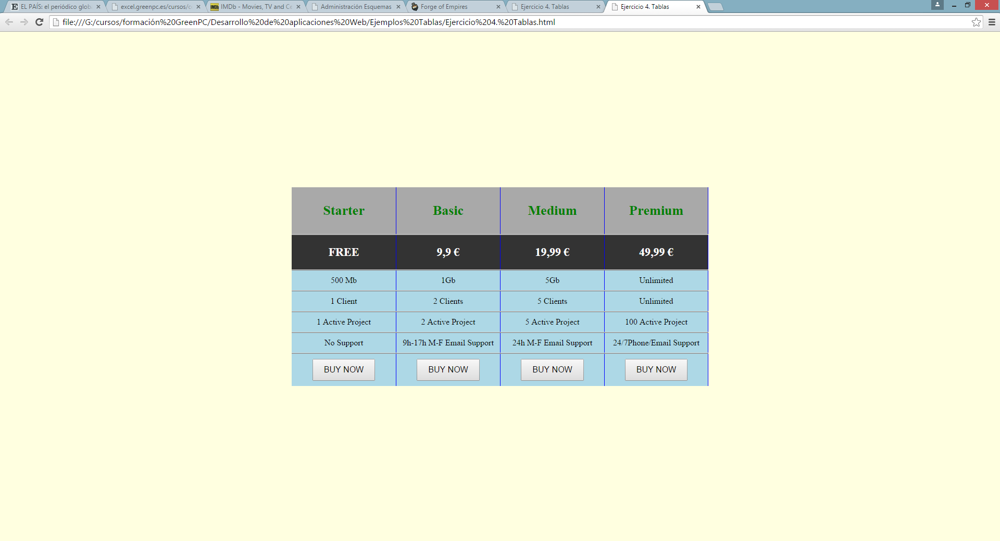 EL PAÍS: el periódico glob
excel.greenpc.es/cursos/c
IMDb IMDb - Movies, TV and Ce
Administración Esquemas
Forge of Empires
Ejercicio 4. Tablas
Ejercicio 4. Tablas
file:///G:/cursos/formación%20GreenPC/Desarrollo%20de%20aplicaciones%20Web/Ejemplos%20Tablas/Ejercicio%204.%20Tablas.html
Starter Basic Medium Premium
FREE 9,9 € 19,99 € 49,99 €
500 Mb 1Gb 5Gb Unlimited
1 Client 2 Clients 5 Clients Unlimited
1 Active Project 2 Active Project 5 Active Project 100 Active Project
No Support 9h-17h M-F Email Support 24h M-F Email Support 24/7Phone/Email Support
BUY NOW BUY NOW BUY NOW BUY NOW